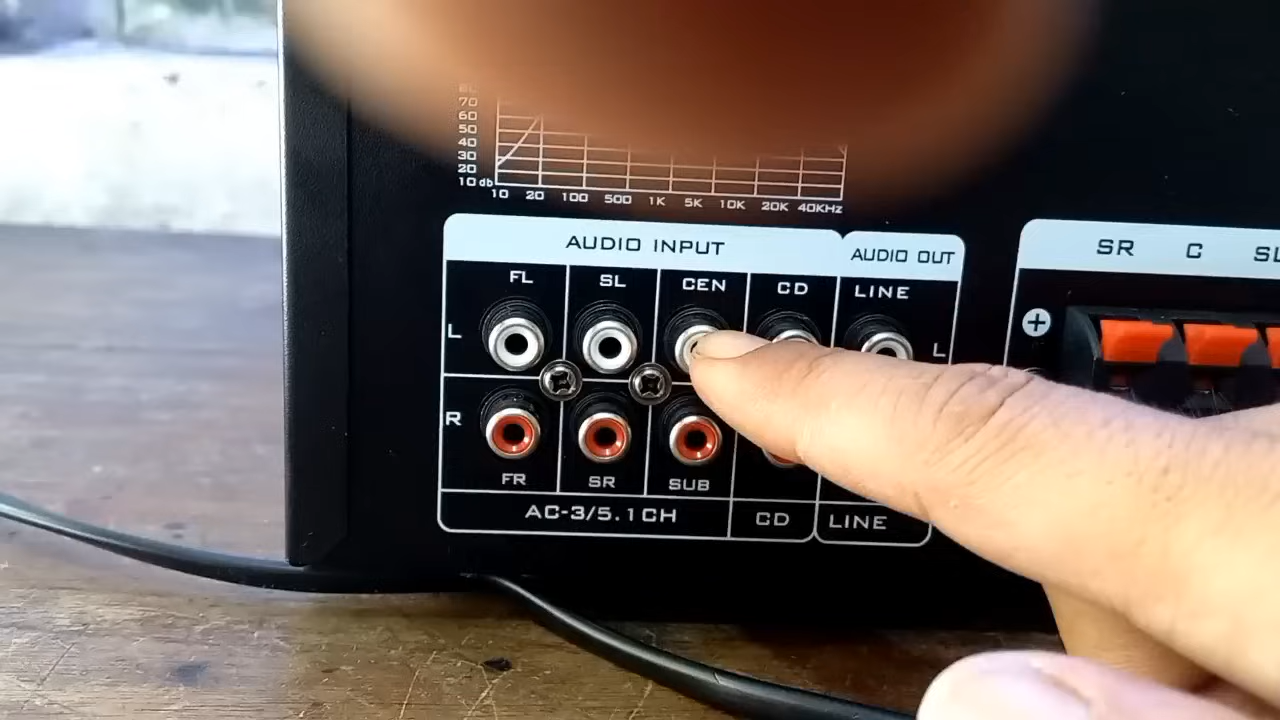 70
60
50
40
30
20
10 db
10 20 100 500 1K 5K 10K 20K 40KHz
AUDIO INPUT AUDIO OUT
SR C SL
FL SL CEN CD LINE
L L
R
FR SR SUB
AC-3/5.1CH CD LINE